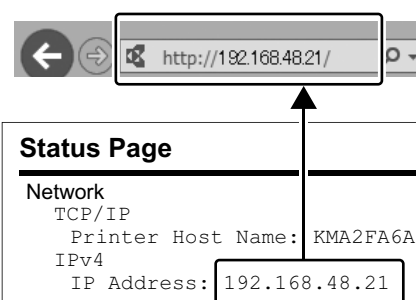 http://192.168.48.21/
Status Page
Network
TCP/IP
Printer Host Name: KMA2FA6A
IPv4
IP Address: 192.168.48.21